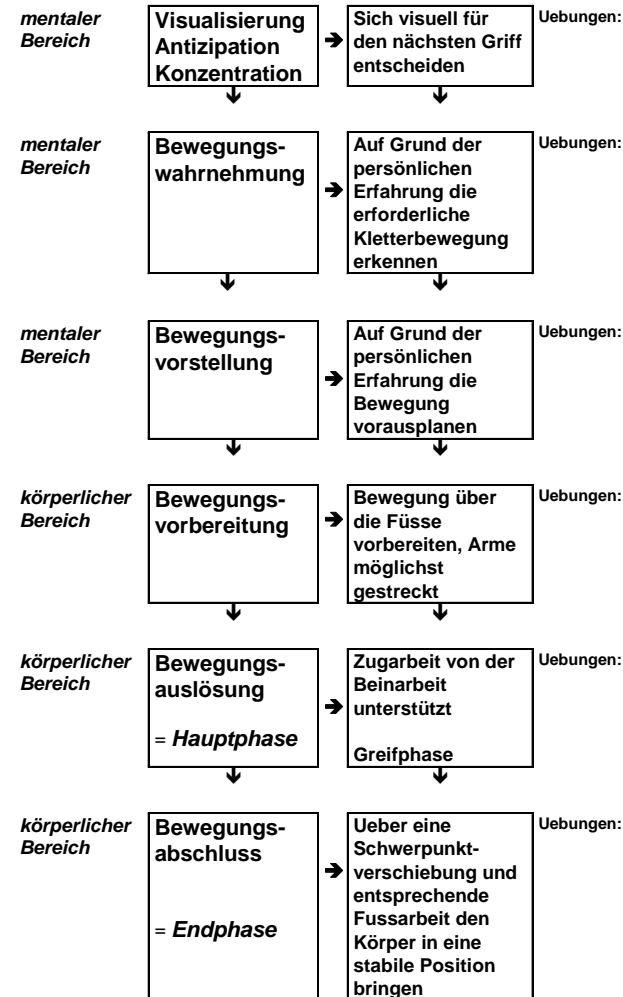 mentaler
Bereich
Visualisierung
Antizipation
Konzentration
Sich visuell für
den nächsten Griff
entscheiden
Uebungen:
mentaler
Bereich
Bewegungs-
wahrnehmung
Auf Grund der
persönlichen
Erfahrung die
erforderliche
Kletterbewegung
erkennen
Uebungen:
mentaler
Bereich
Bewegungs-
vorstellung
Auf Grund der
persönlichen
Erfahrung die
Bewegung
vorausplanen
Uebungen:
körperlicher
Bereich
Bewegungs-
vorbereitung
Bewegung über
die Füsse
vorbereiten, Arme
möglichst
gestreckt
Uebungen:
körperlicher
Bereich
Bewegungs-
auslösung
= Hauptphase
Zugarbeit von der
Beinarbeit
unterstützt
Greifphase
Uebungen:
körperlicher
Bereich
Bewegungs-
abschluss
= Endphase
Ueber eine
Schwerpunkt-
verschiebung und
entsprechende
Fussarbeit den
Körper in eine
stabile Position
bringen
Uebungen: